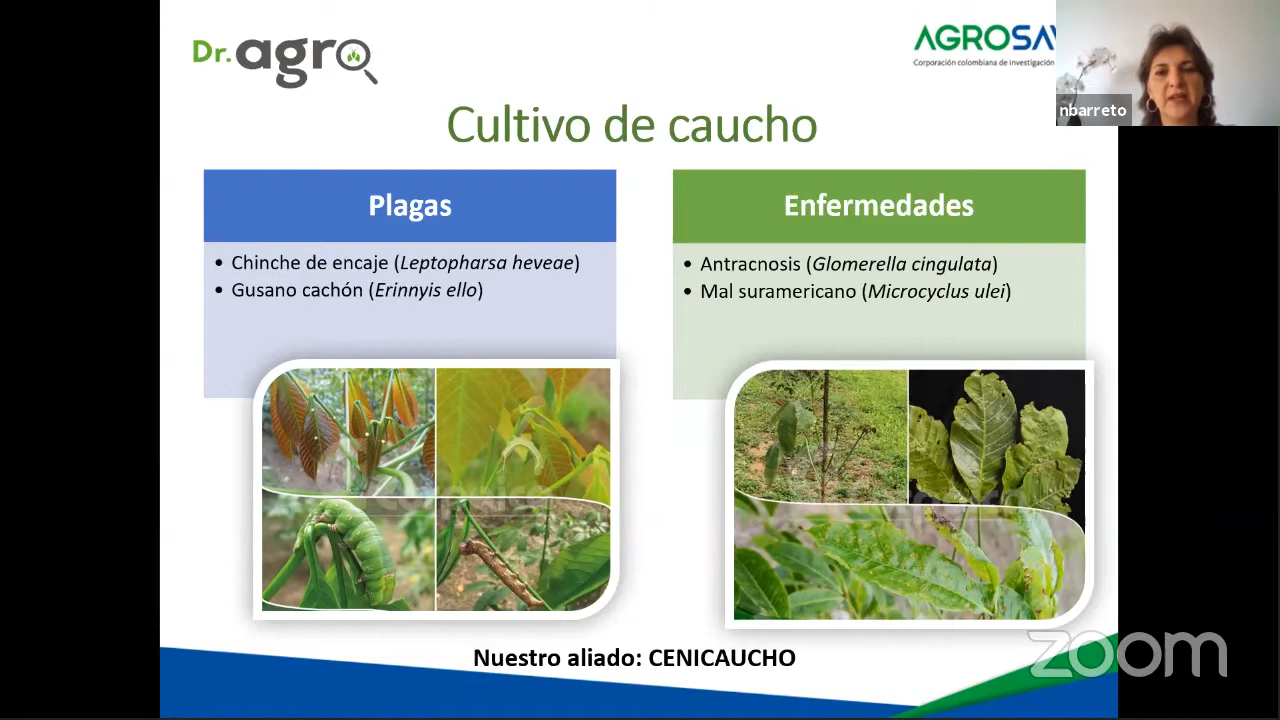 Dr.agro
AGROSAV
Corporación colombiana de investigación
nbarreto
Cultivo de caucho
Plagas
• Chinche de encaje (Leptopharsa heveae)
• Gusano cachón (Erinnyis ello)
Enfermedades
• Antracnosis (Glomerella cingulata)
• Mal suramericano (Microcyclus ulei)
Nuestro aliado: CENICAUCHO
zoom